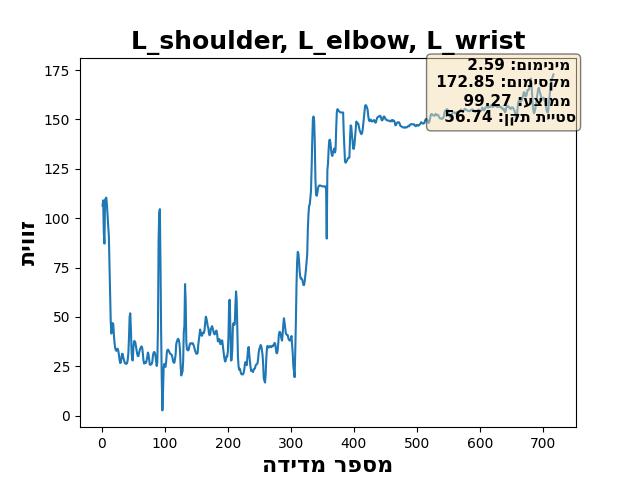 L_shoulder, L_elbow, L_wrist
מינימום: 2.59
מקסימום: 172.85
ממוצע: 99.27
סטיית תקן: 56.74
175
150
125
100
75
50
25
0
זווית
0 100 200 300 400 500 600 700
מספר מדידה